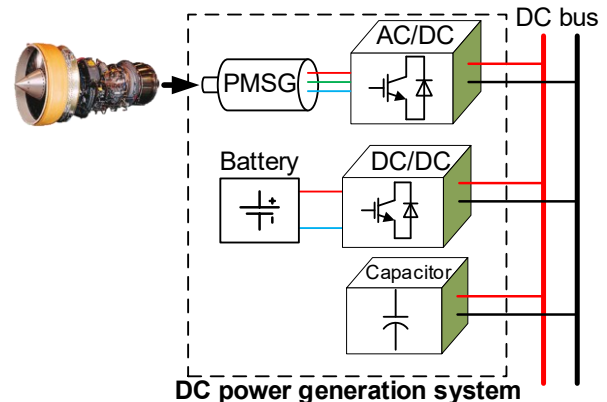 DC bus
AC/DC
PMSG
Battery
DC/DC
Capacitor
DC power generation system